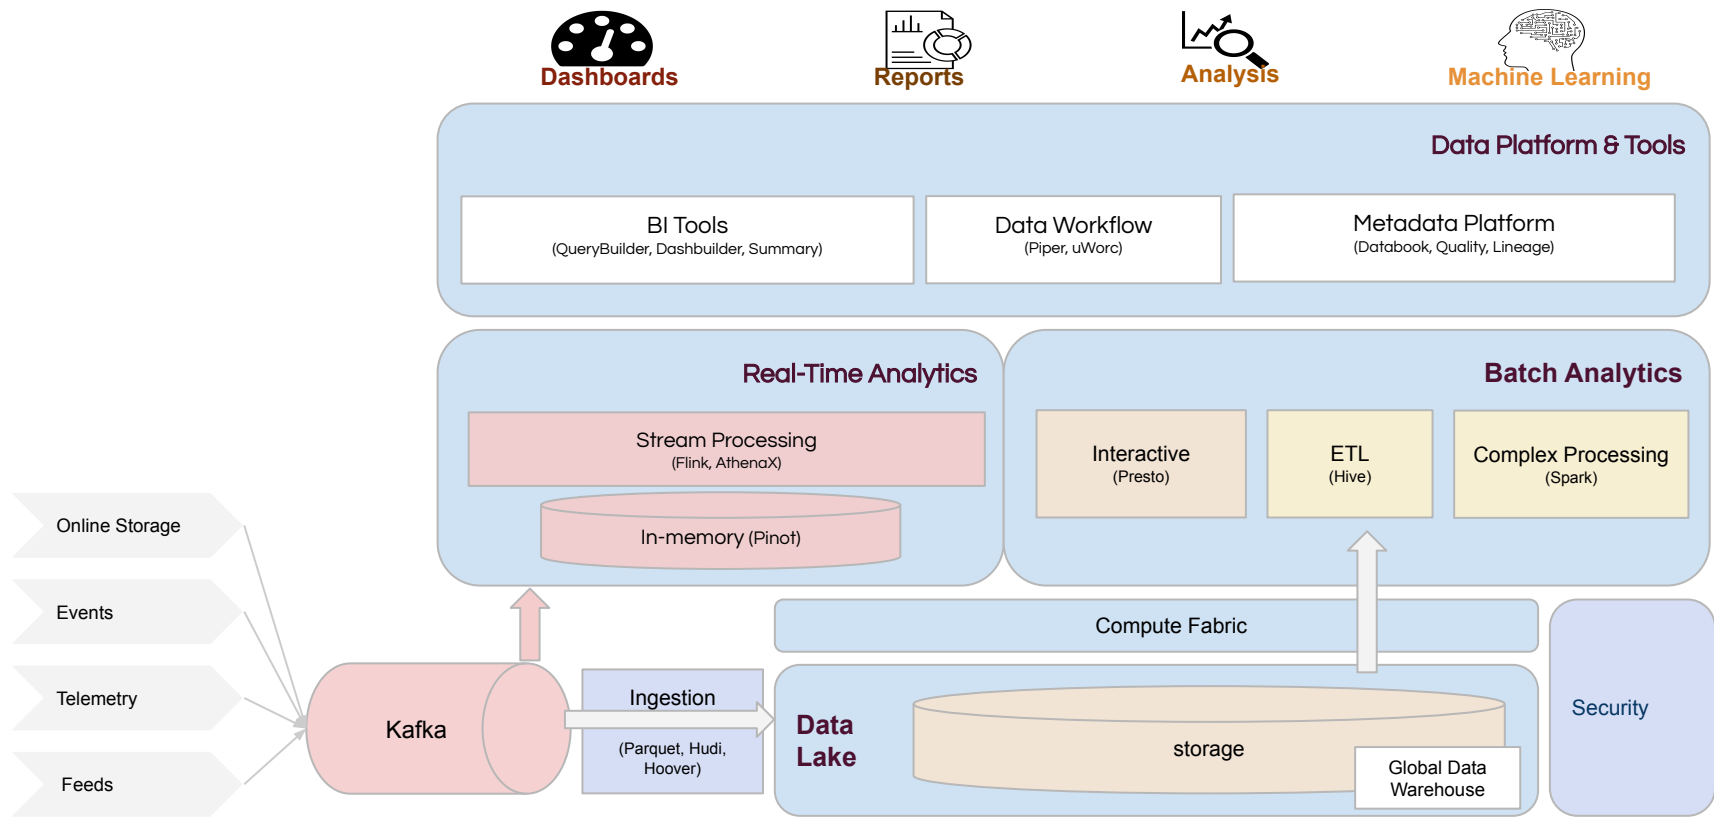 Dashboards
Reports
Analysis
Machine Learning
Data Platform & Tools
BI Tools
(QueryBuilder, Dashbuilder, Summary)
Data Workflow
(Piper, uWorc)
Metadata Platform
(Databook, Quality, Lineage)
Real-Time Analytics
Stream Processing
(Flink, AthenaX)
In-memory (Pinot)
Batch Analytics
Interactive
(Presto)
ETL
(Hive)
Complex Processing
(Spark)
Online Storage
Events
Telemetry
Feeds
Kafka
Ingestion
(Parquet, Hudi,
Hoover)
Compute Fabric
Data
Lake
storage
Global Data
Warehouse
Security